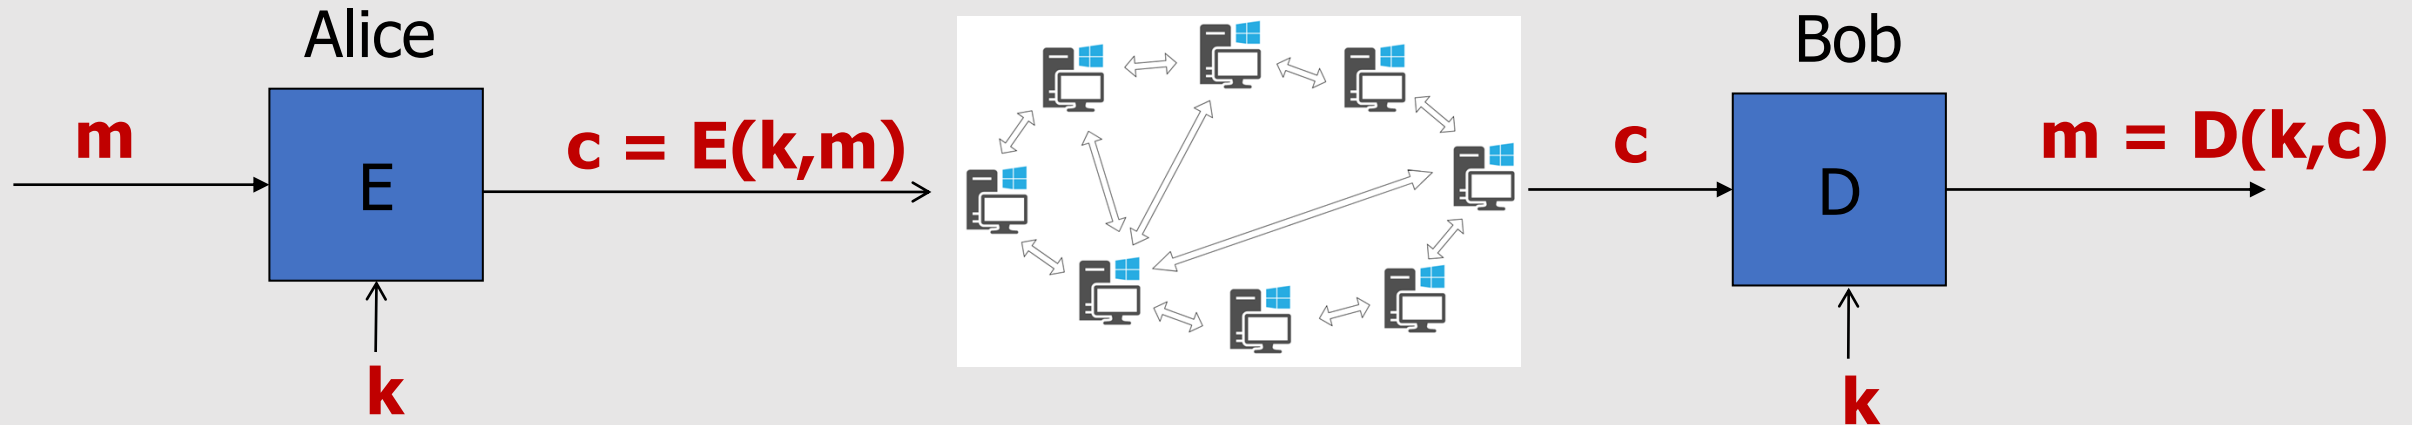 Alice
Bob
m
E
c = E(k,m)
c
D
m = D(k,c)
k
k